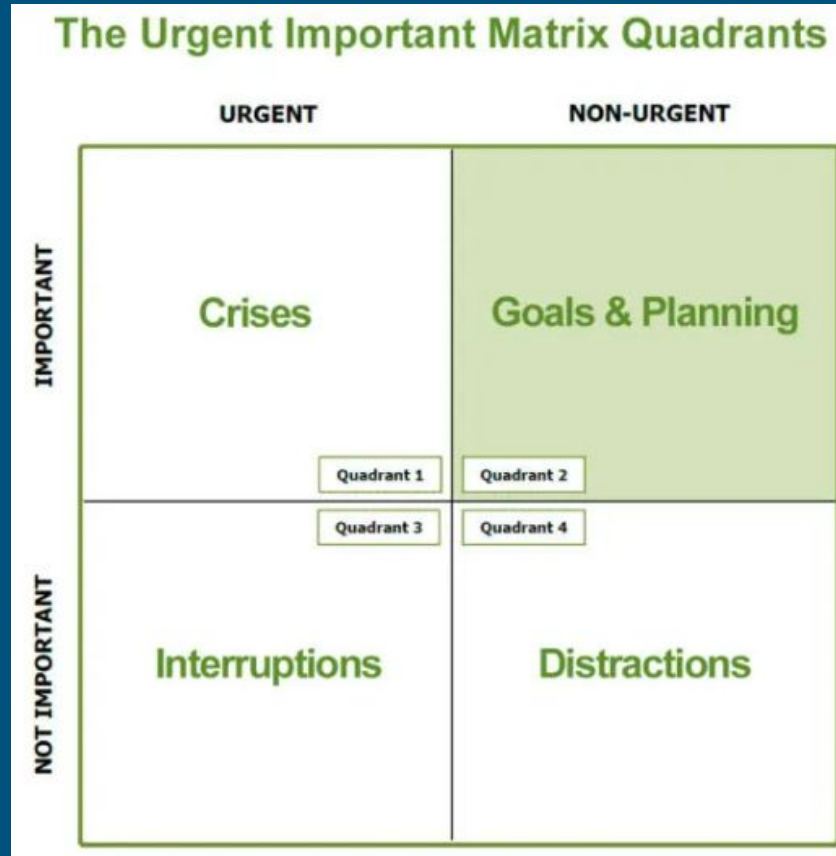 The Urgent Important Matrix Quadrants
URGENT
NON-URGENT
IMPORTANT
Crises
Goals & Planning
Quadrant 1
Quadrant 2
Quadrant 3
Quadrant 4
NOT IMPORTANT
Interruptions
Distractions